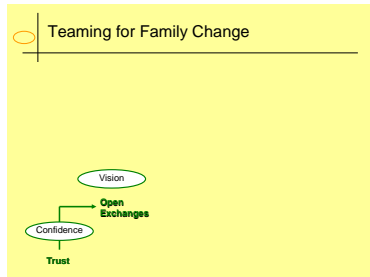 Teaming for Family Change
Vision
Open
Exchanges
Confidence
Trust